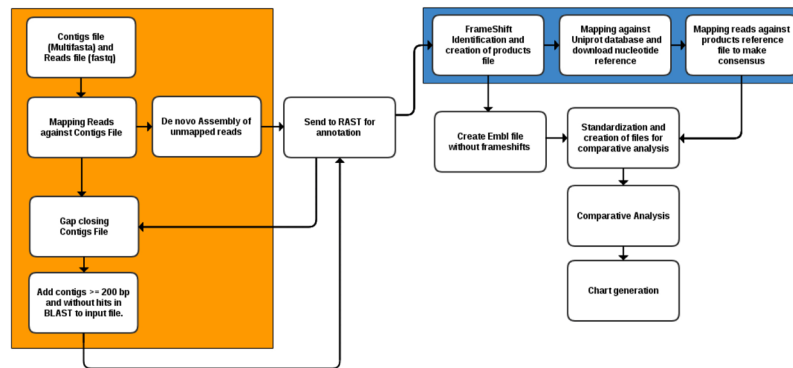 Contigs file
(Multifasta) and
Reads file (fastq)
Mapping Reads
against Contigs File
De novo Assembly of
unmapped reads
Gap closing
Contigs File
Add contigs >= 200 bp
and without hits in
BLAST to input file.
Send to RAST for
annotation
FrameShift
Identification and
creation of products
file
Mapping against
Uniprot database and
download nucleotide
reference
Mapping reads against
products reference
file to make
consensus
Create Embl file
without frameshifts
Standardization and
creation of files for
comparative analysis
Comparative Analysis
Chart generation